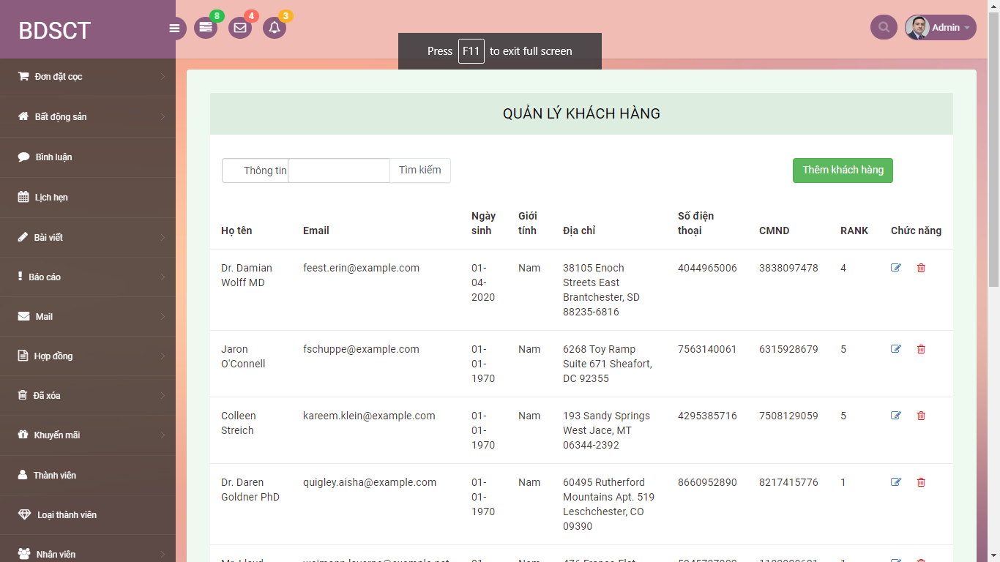 BDSCT
8
4
3
Admin
Press F11 to exit full screen
Đơn đặt cọc
Bất động sản
Bình luận
Lịch hẹn
Bài viết
Báo cáo
Mail
Hợp đồng
Đã xóa
Khuyến mãi
Thành viên
Loại thành viên
Nhân viên
QUẢN LÝ KHÁCH HÀNG
Thông tin
Tìm kiếm
Thêm khách hàng
Họ tên Email Ngày sinh Giới tính Địa chỉ Số điện thoại CMND RANK Chức năng
Dr. Damian Wolff MD feest.erin@example.com 01-04-2020 Nam 38105 Enoch Streets East Brantchester, SD 88235-6816 4044965006 3838097478 4
Jaron O'Connell fschuppe@example.com 01-01-1970 Nam 6268 Toy Ramp Suite 671 Sheafort, DC 92355 7563140061 6315928679 5
Colleen Streich kareem.klein@example.com 01-01-1970 Nam 193 Sandy Springs West Jace, MT 06344-2392 4295385716 7508129059 5
Dr. Daren Goldner PhD quigley.aisha@example.com 01-01-1970 Nam 60495 Rutherford Mountains Apt. 519 Leschchester, CO 09390 8660952890 8217415776 1